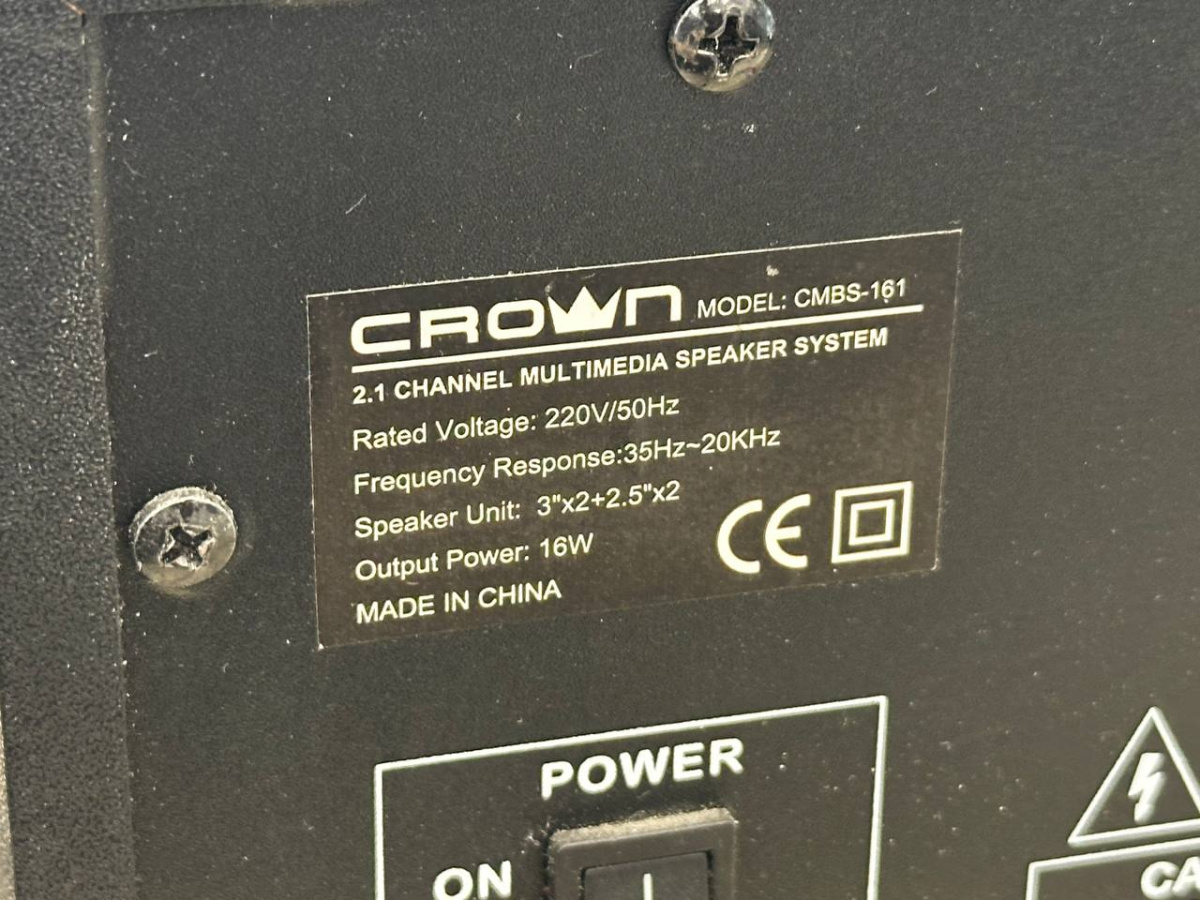 CROWN MODEL: CMBS-161
2.1 CHANNEL MULTIMEDIA SPEAKER SYSTEM
Rated Voltage: 220V/50Hz
Frequency Response:35Hz~20KHz
Speaker Unit: 3"x2+2.5"x2
Output Power: 16W
MADE IN CHINA
CE
POWER
ON